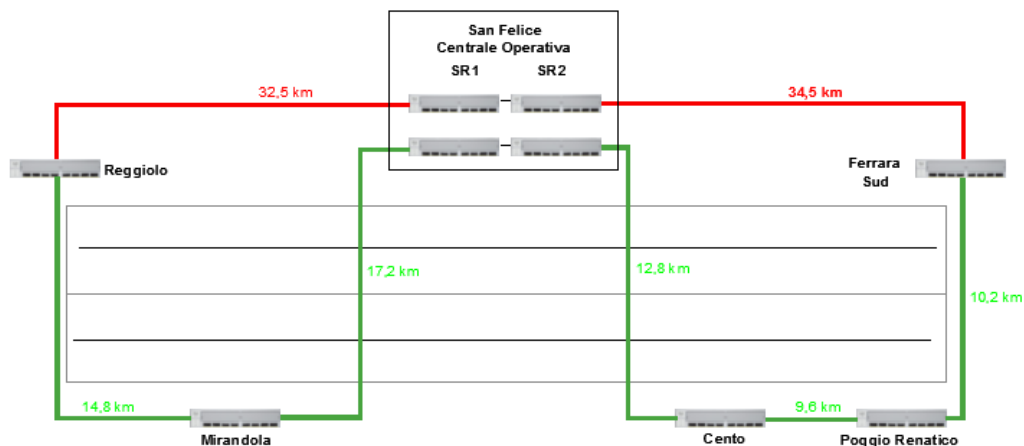 San Felice
Centrale Operativa
SR1 SR2
32,5 km
34,5 km
Reggiolo
Ferrara
Sud
17,2 km
12,8 km
10,2 km
14,8 km
9,6 km
Mirandola
Cento
Poggio Renatico